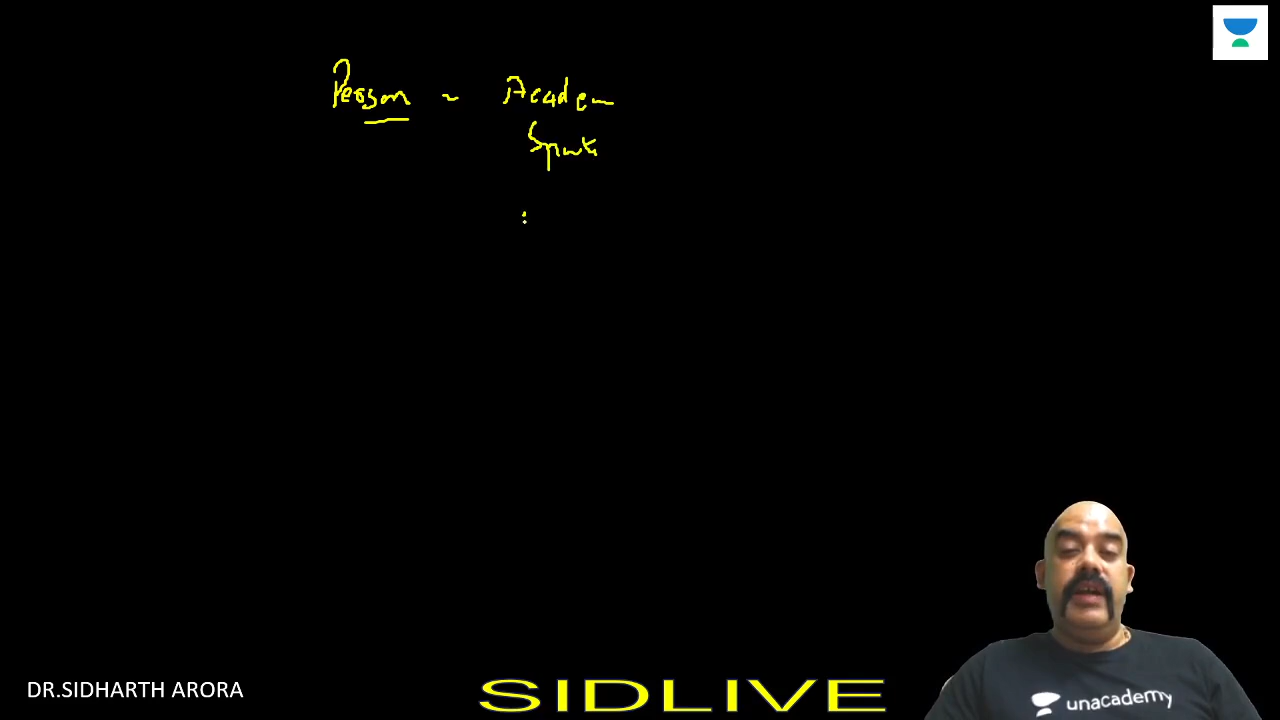 Person ~ Academ
Sports
:
DR.SIDHARTH ARORA
SIDLIVE
unacademy